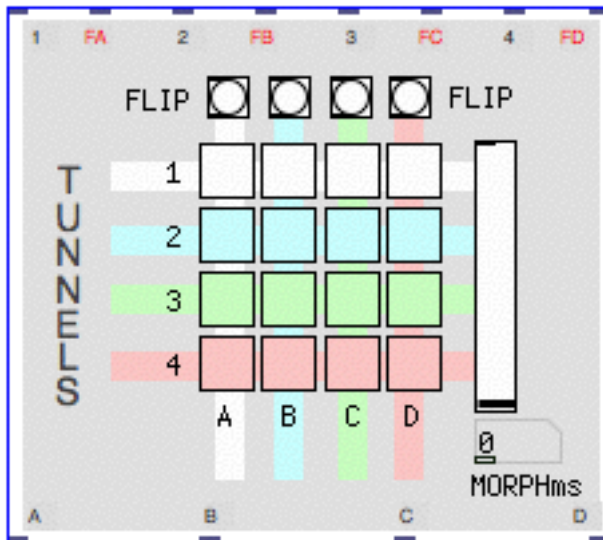 1 FA 2 FB 3 FC 4 FD
FLIP FLIP
TUNNELS
1
2
3
4
A B C D
0
MORPHms
A B C D